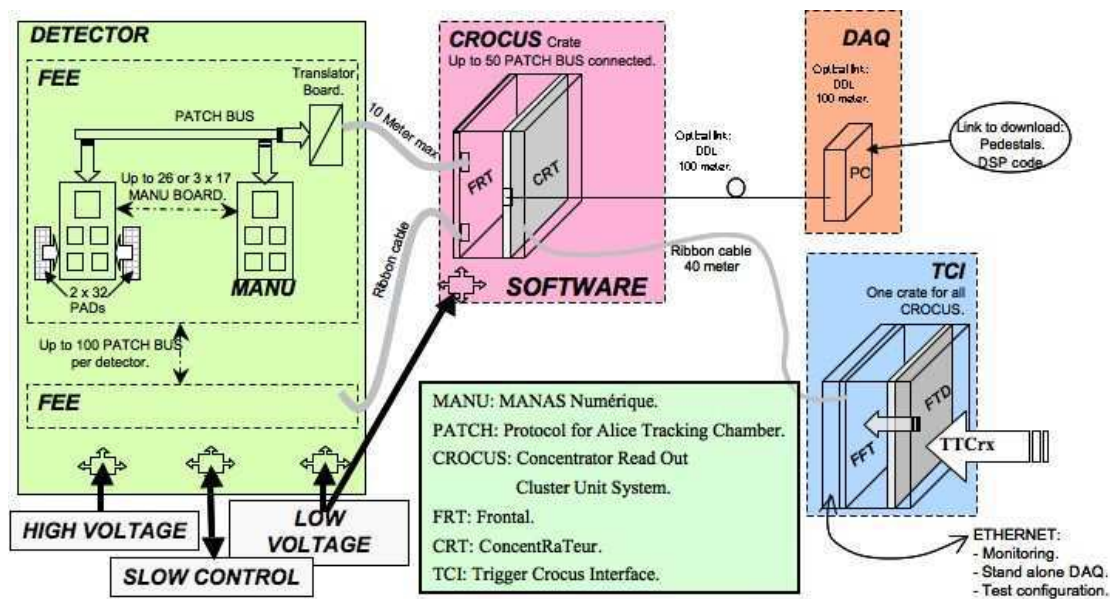 DETECTOR
FEE
Translator
Board.
PATCH BUS
Up to 26 or 3 x 17
MANU BOARD.
MANU
2 x 32
PADs
Up to 100 PATCH BUS
per detector.
FEE
HIGH VOLTAGE
SLOW CONTROL
LOW
VOLTAGE
10 Meter max
Ribbon cable
CROCUS Crate
Up to 50 PATCH BUS connected.
FRT
CRT
SOFTWARE
Optical link:
DDL
100 meter.
Ribbon cable
40 meter
DAQ
Optical link:
DDL
100 meter.
PC
Link to download:
Pedestals.
DSP code.
TCI
One crate for all
CROCUS.
FFT
FTD
TTCrx
ETHERNET:
- Monitoring.
- Stand alone DAQ.
- Test configuration.
MANU: MANAS Numérique.
PATCH: Protocol for Alice Tracking Chamber.
CROCUS: Concentrator Read Out
Cluster Unit System.
FRT: Frontal.
CRT: ConcentRaTeur.
TCI: Trigger Crocus Interface.